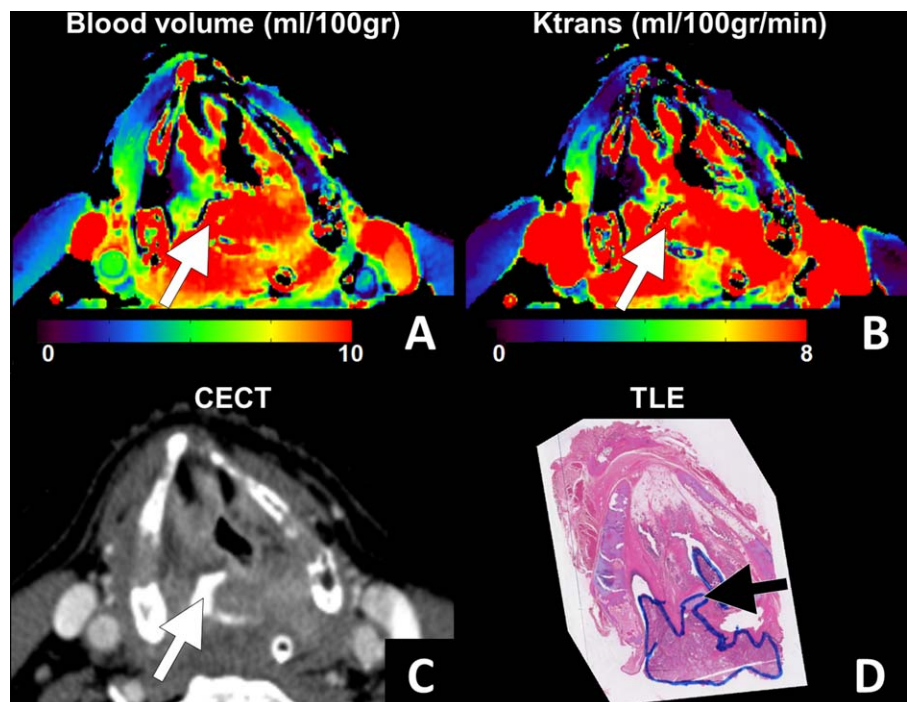 Blood volume (ml/100gr)
Ktrans (ml/100gr/min)
0
10
A
0
8
B
CECT
TLE
C
D